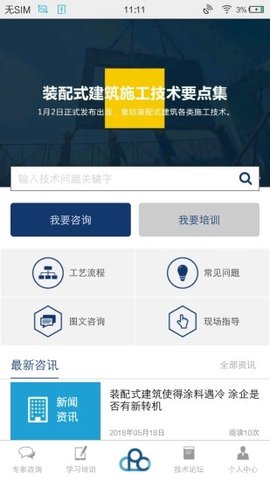 无SIM
11:11
3%
装配式建筑施工技术要点集
1月2日正式发布出版，集结装配式建筑各类施工技术。
输入技术问题关键字
我要咨询
我要培训
工艺流程
常见问题
图文咨询
现场指导
最新资讯
全部资讯
新闻
资讯
装配式建筑使得涂料遇冷 涂企是
否有新转机
2018年05月18日
阅读10次
专家咨询
学习培训
技术论坛
个人中心